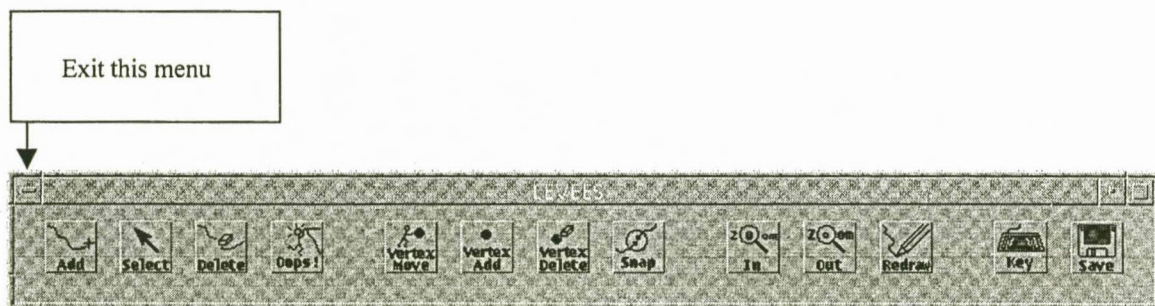 Exit this menu
LEVEES
Add Select Delete Oops! Vertex Move Vertex Add Vertex Delete Snap Zoom In Zoom Out Redraw Key Save